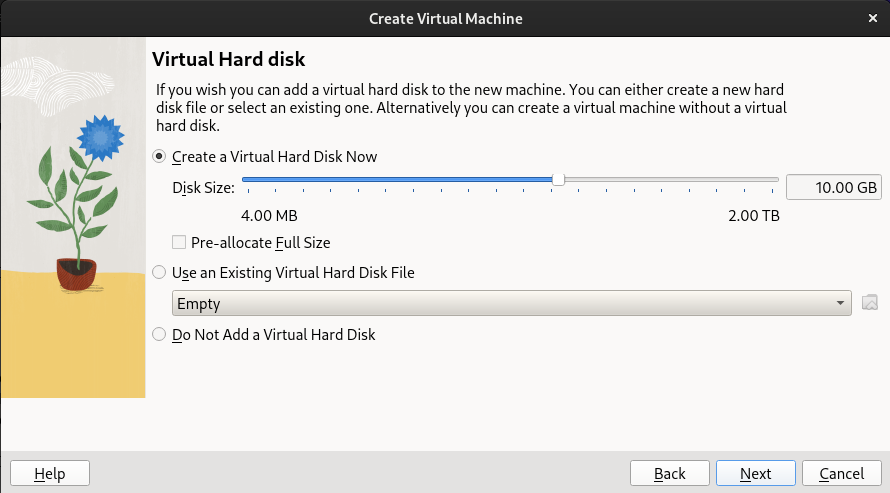 Create Virtual Machine
Virtual Hard disk
If you wish you can add a virtual hard disk to the new machine. You can either create a new hard
disk file or select an existing one. Alternatively you can create a virtual machine without a virtual
hard disk.
Create a Virtual Hard Disk Now
Disk Size:
10.00 GB
4.00 MB
2.00 TB
Pre-allocate Full Size
Use an Existing Virtual Hard Disk File
Empty
Do Not Add a Virtual Hard Disk
Help
Back
Next
Cancel